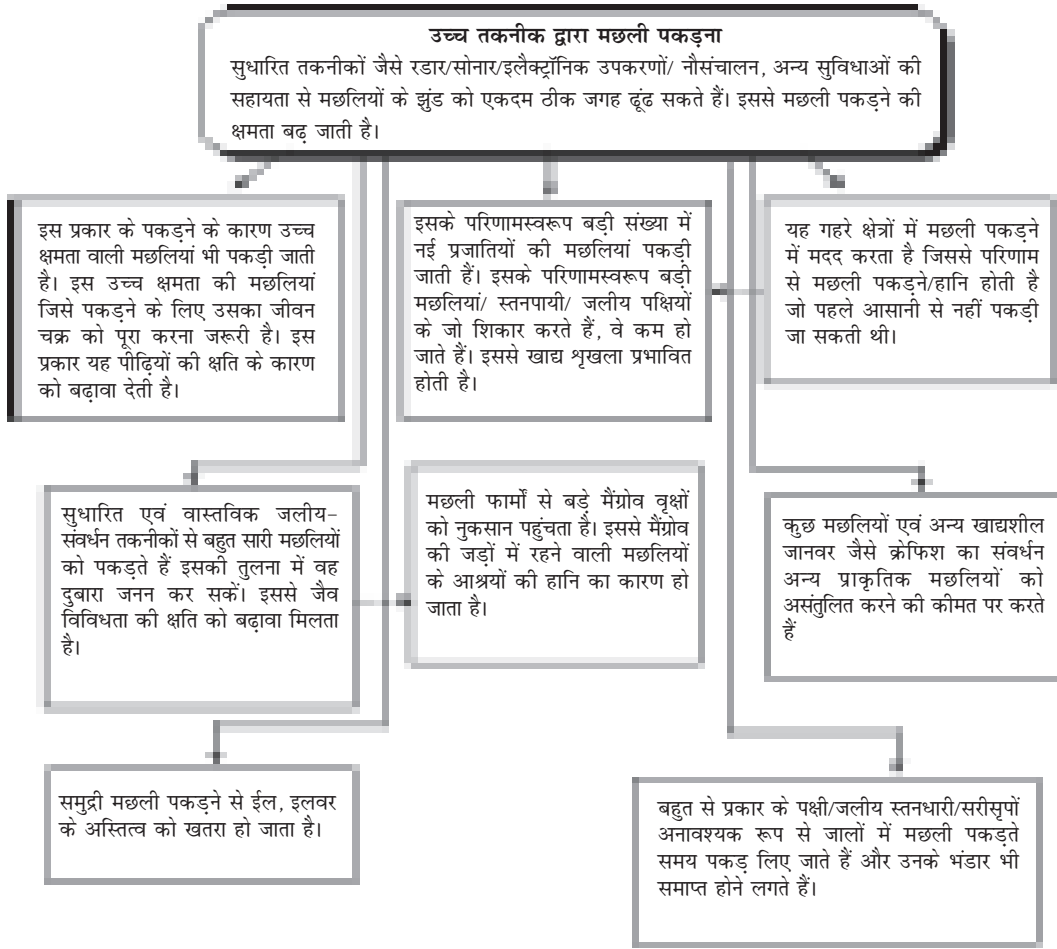 उच्च तकनीक द्वारा मछली पकड़ना
सुधारित तकनीकों जैसे रडार/सोनार/इलैक्ट्रॉनिक उपकरणों/ नौसंचालन, अन्य सुविधाओं की
सहायता से मछलियों के झुंड को एकदम ठीक जगह ढूंढ सकते हैं। इससे मछली पकड़ने की
क्षमता बढ़ जाती है।
इस प्रकार के पकड़ने के कारण उच्च
क्षमता वाली मछलियां भी पकड़ी जाती
है। इस उच्च क्षमता की मछलियां
जिसे पकड़ने के लिए उसका जीवन
चक्र को पूरा करना जरूरी है। इस
प्रकार यह पीढ़ियों की क्षति के कारण
को बढ़ावा देती है।
इसके परिणामस्वरूप बड़ी संख्या में
नई प्रजातियों की मछलियां पकड़ी
जाती हैं। इसके परिणामस्वरूप बड़ी
मछलियां/ स्तनपायी/ जलीय पक्षियों
के जो शिकार करते हैं, वे कम हो
जाते हैं। इससे खाद्य शृखला प्रभावित
होती है।
यह गहरे क्षेत्रों में मछली पकड़ने
में मदद करता है जिससे परिणाम
से मछली पकड़ने/हानि होती है
जो पहले आसानी से नहीं पकड़ी
जा सकती थी।
सुधारित एवं वास्तविक जलीय-
संवर्धन तकनीकों से बहुत सारी मछलियों
को पकड़ते हैं इसकी तुलना में वह
दुबारा जनन कर सकें। इससे जैव
विविधता की क्षति को बढ़ावा मिलता
है।
मछली फार्मों से बड़े मैंग्रोव वृक्षों
को नुकसान पहुंचता है। इससे मैंग्रोव
की जड़ों में रहने वाली मछलियों
के आश्रयों की हानि का कारण हो
जाता है।
कुछ मछलियों एवं अन्य खाद्यशील
जानवर जैसे क्रेफिश का संवर्धन
अन्य प्राकृतिक मछलियों को
असंतुलित करने की कीमत पर करते
हैं
समुद्री मछली पकड़ने से ईल, इलवर
के अस्तित्व को खतरा हो जाता है।
बहुत से प्रकार के पक्षी/जलीय स्तनधारी/सरीसृपों
अनावश्यक रूप से जालों में मछली पकड़ते
समय पकड़ लिए जाते हैं और उनके भंडार भी
समाप्त होने लगते हैं।